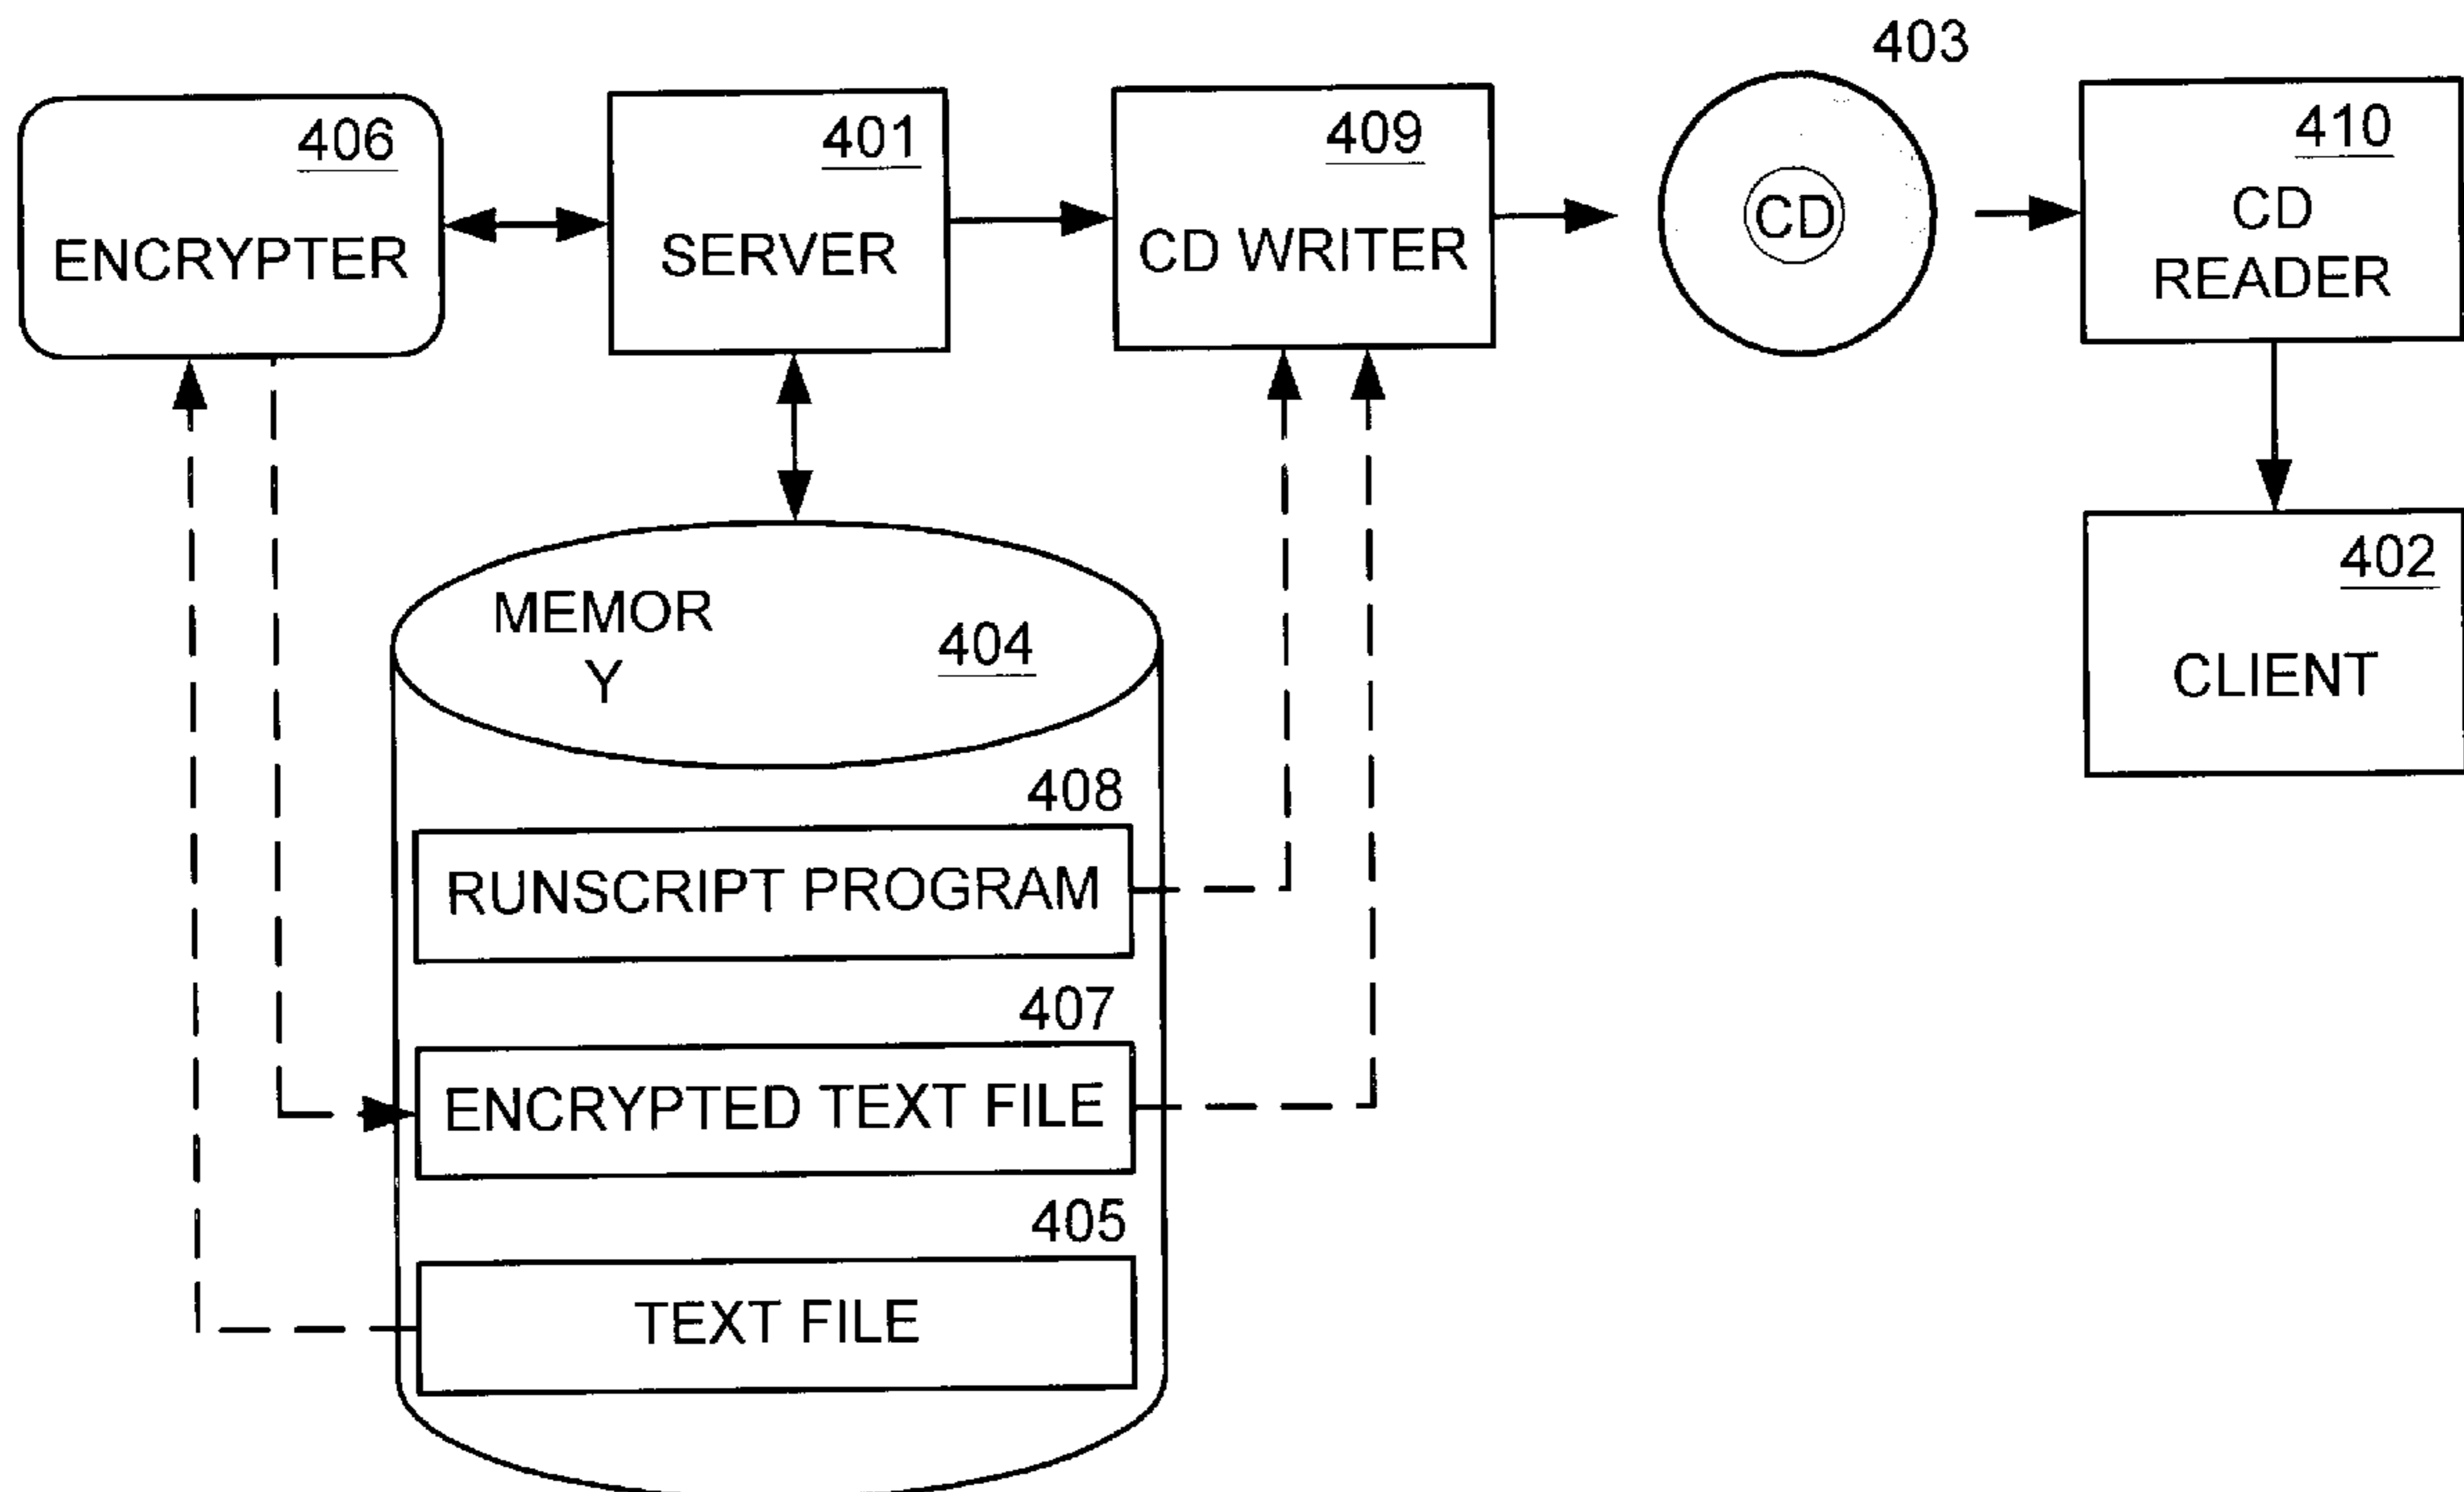 403
406
ENCRYPTER
401
SERVER
409
CD WRITER
CD
410
CD
READER
402
CLIENT
MEMOR
Y
404
408
RUNSCRIPT PROGRAM
407
ENCRYPTED TEXT FILE
405
TEXT FILE